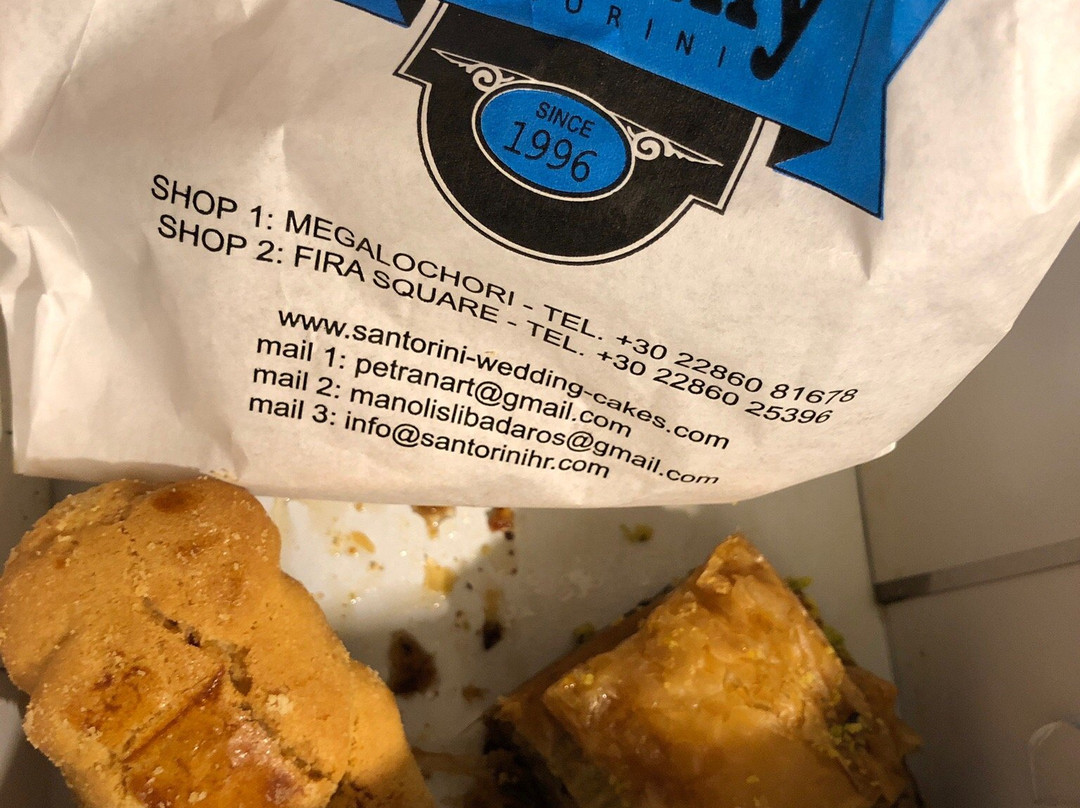 SINCE
1996
SHOP 1: MEGALOCHORI - TEL. +30 22860 81678
SHOP 2: FIRA SQUARE - TEL. +30 22860 25396
www.santorini-wedding-cakes.com
mail 1: petranart@gmail.com
mail 2: manolislibadaros@gmail.com
mail 3: info@santorinihr.com